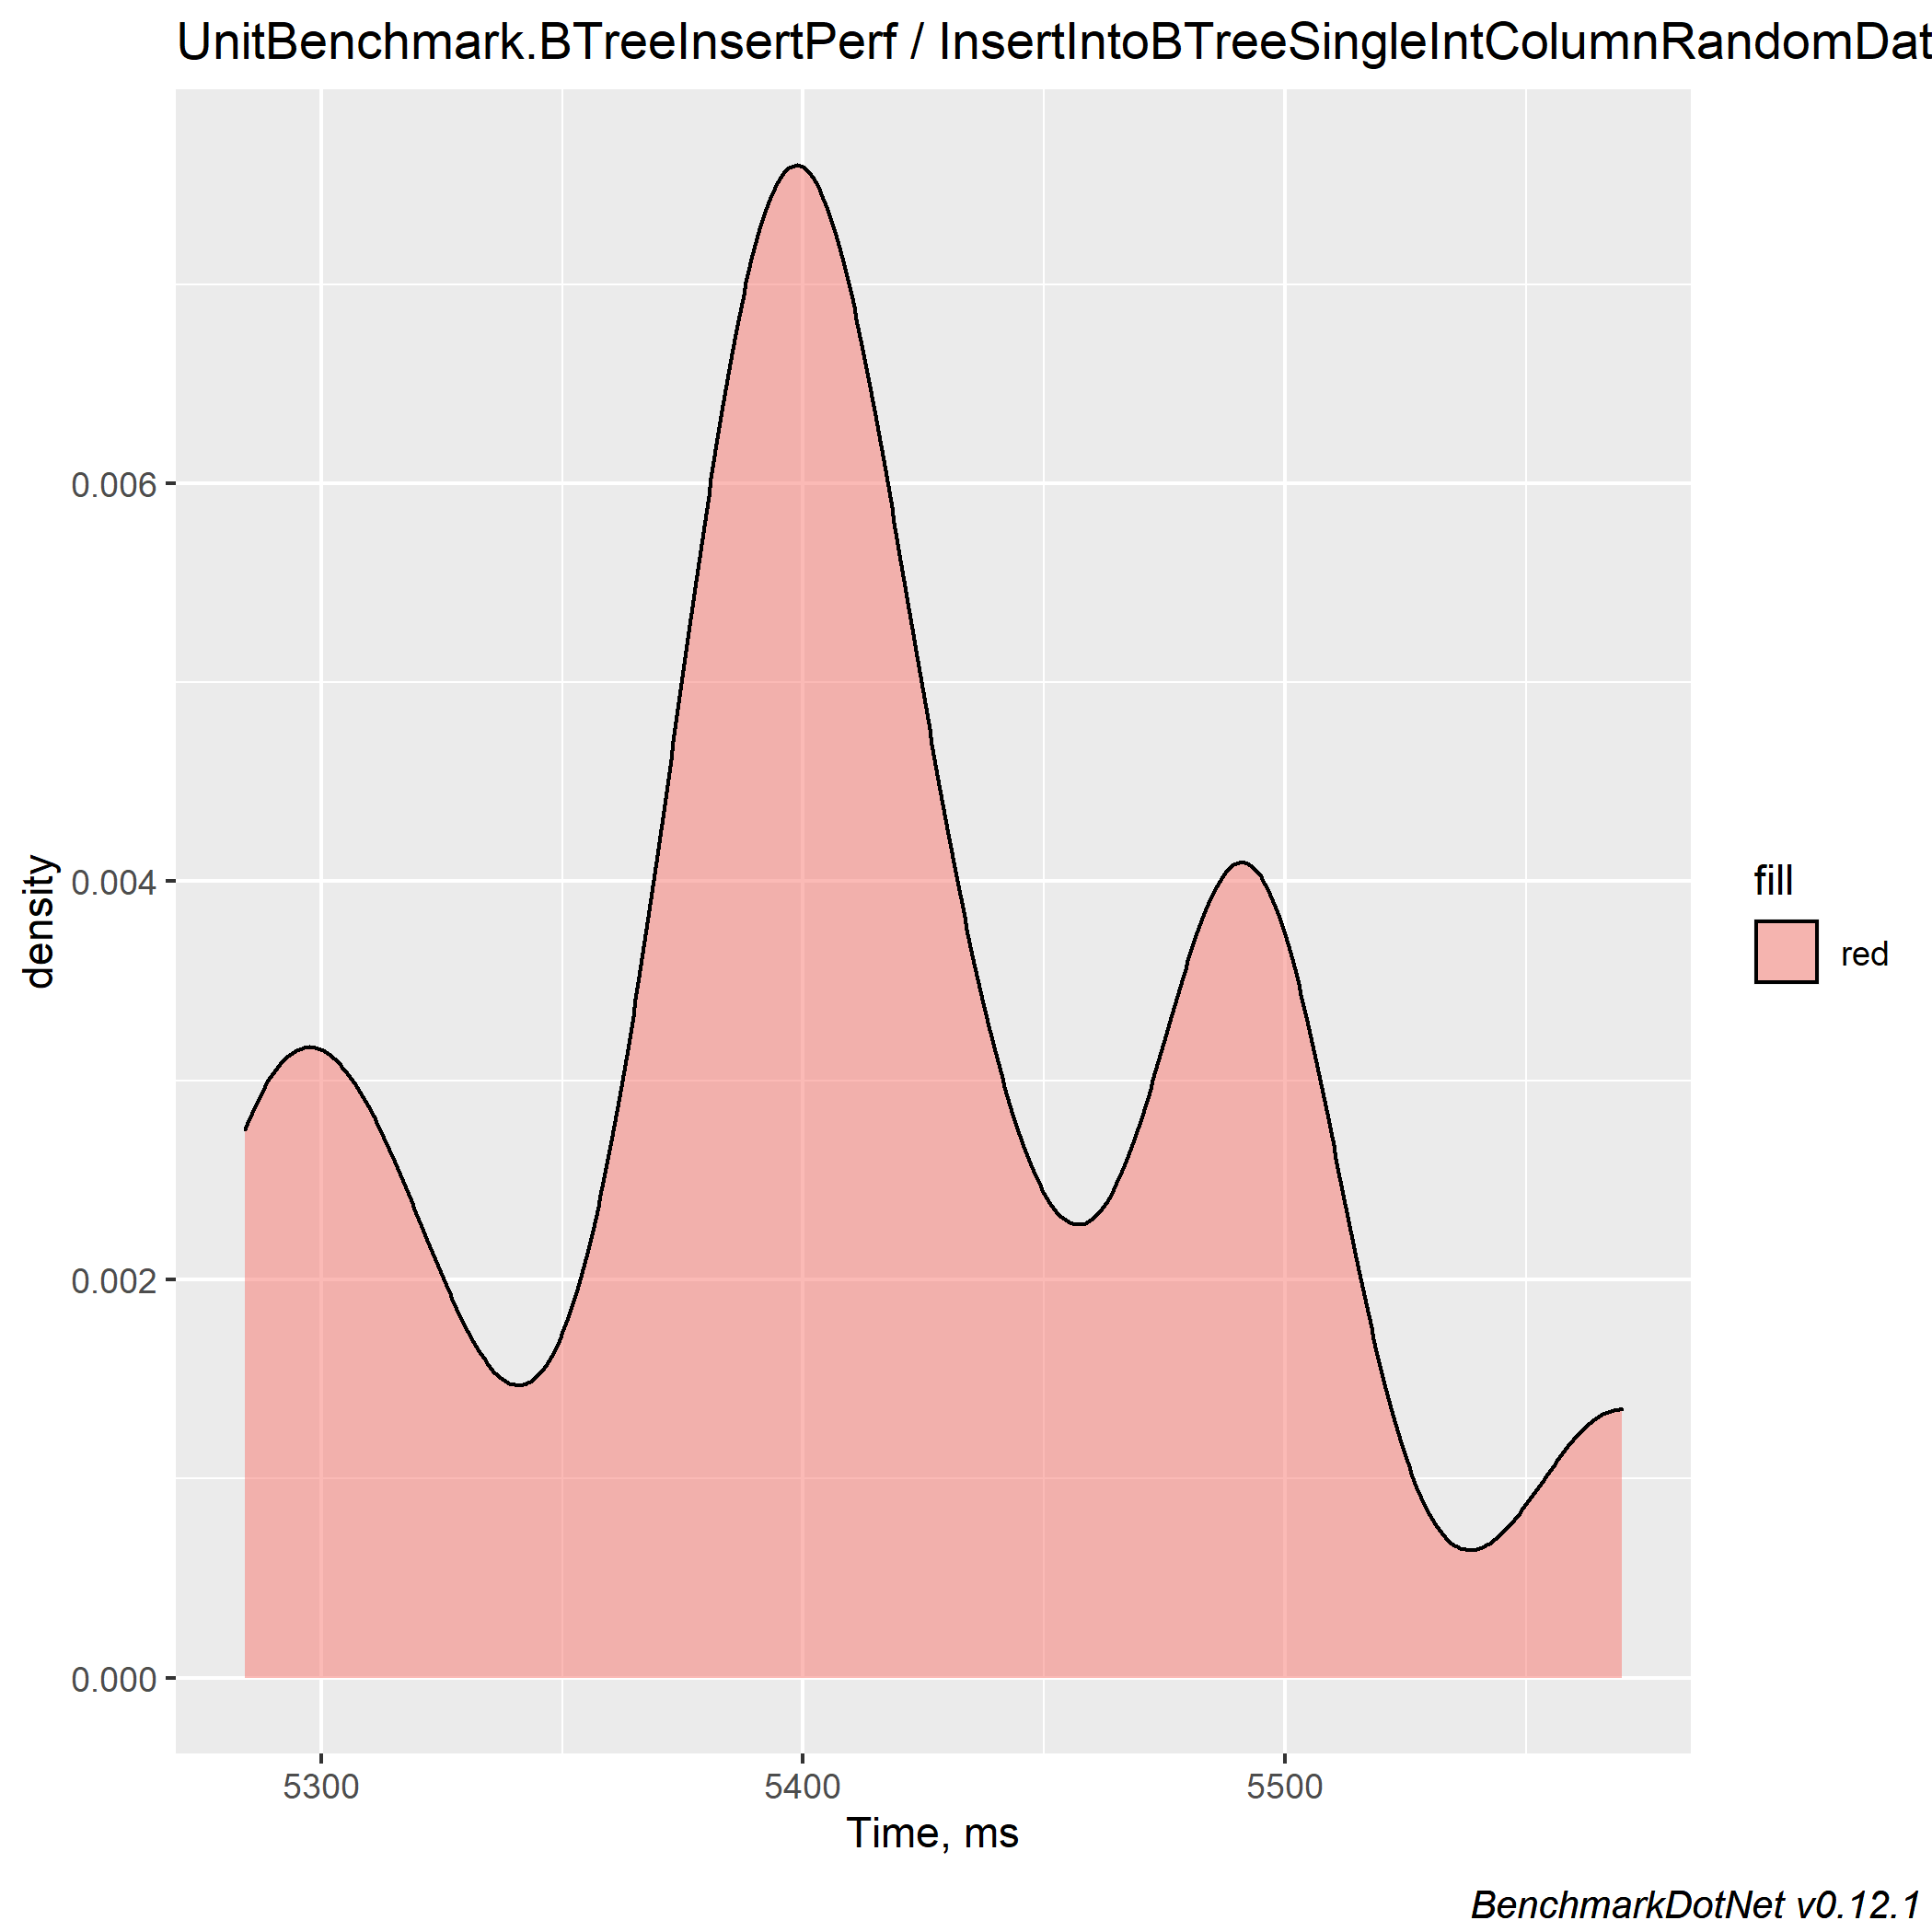 UnitBenchmark.BTreeInsertPerf / InsertIntoBTreeSingleIntColumnRandomDat
density
0.006
0.004
0.002
0.000
fill
red
5300 5400 5500
Time, ms
BenchmarkDotNet v0.12.1